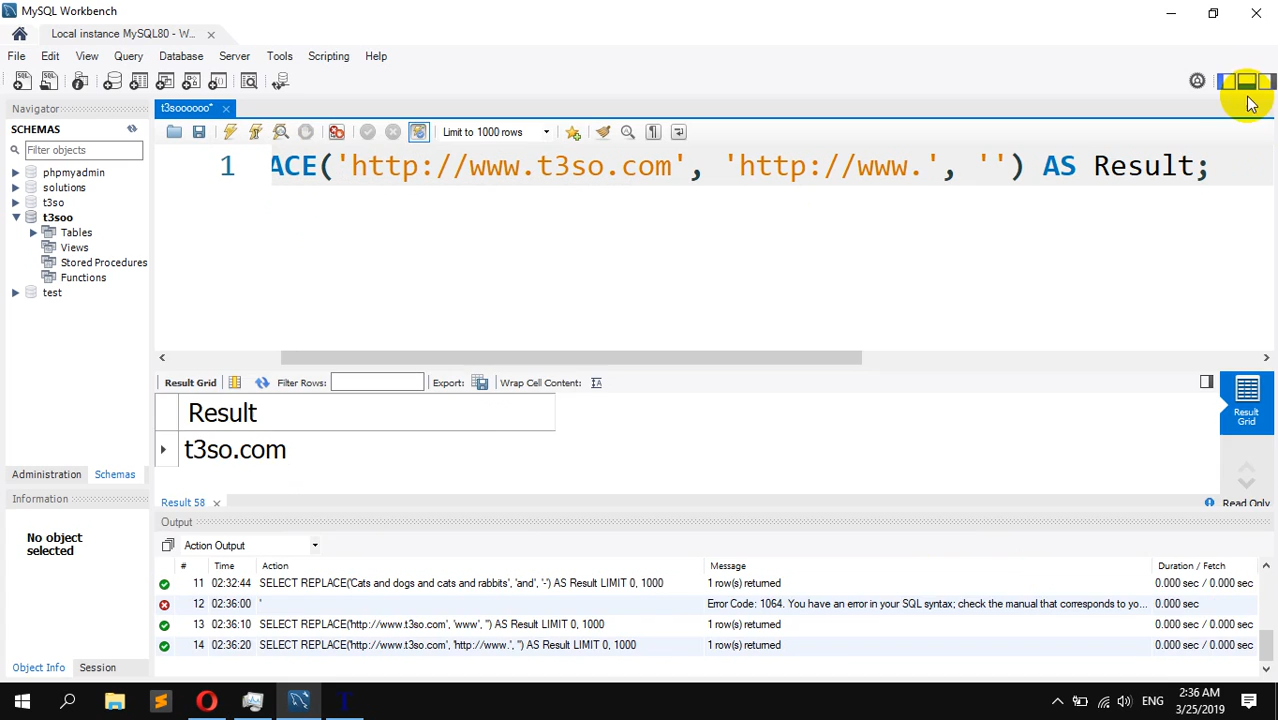 MySQL Workbench
Local instance MySQL80 - W...
File Edit View Query Database Server Tools Scripting Help
Navigator
t3soooooo*
SCHEMAS
Limit to 1000 rows
Filter objects
1 ACE('http://www.t3so.com', 'http://www.', '') AS Result;
phpmyadmin
solutions
t3so
t3soo
Tables
Views
Stored Procedures
Functions
test
Result Grid Filter Rows: Export: Wrap Cell Content:
Result
Grid
Result
t3so.com
Administration Schemas
Information
Result 58
Read Only
Output
No object
selected
Action Output
# Time Action Message Duration / Fetch
11 02:32:44 SELECT REPLACE('Cats and dogs and cats and rabbits', 'and', '-') AS Result LIMIT 0, 1000 1 row(s) returned 0.000 sec / 0.000 sec
12 02:36:00 ' Error Code: 1064. You have an error in your SQL syntax; check the manual that corresponds to yo... 0.000 sec
13 02:36:10 SELECT REPLACE('http://www.t3so.com', 'www', '') AS Result LIMIT 0, 1000 1 row(s) returned 0.000 sec / 0.000 sec
14 02:36:20 SELECT REPLACE('http://www.t3so.com', 'http://www.', '') AS Result LIMIT 0, 1000 1 row(s) returned 0.000 sec / 0.000 sec
Object Info Session
ENG
2:36 AM
3/25/2019